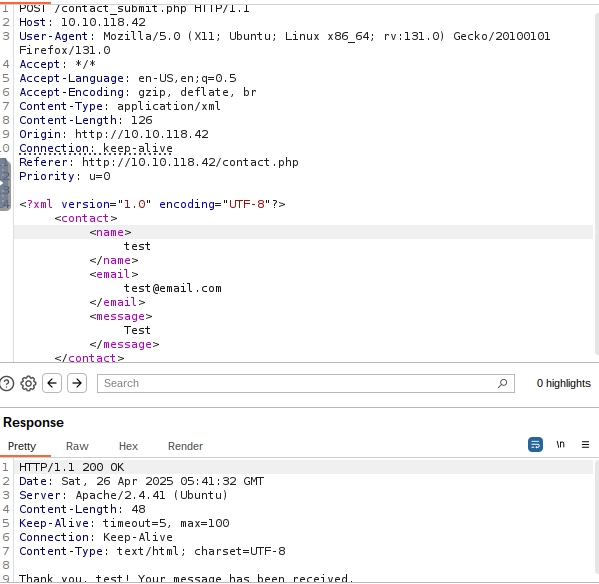 1 POST /contact_submit.php HTTP/1.1
2 Host: 10.10.118.42
3 User-Agent: Mozilla/5.0 (X11; Ubuntu; Linux x86_64; rv:131.0) Gecko/20100101
Firefox/131.0
4 Accept: */*
5 Accept-Language: en-US,en;q=0.5
6 Accept-Encoding: gzip, deflate, br
7 Content-Type: application/xml
8 Content-Length: 126
9 Origin: http://10.10.118.42
0 Connection: keep-alive
Referer: http://10.10.118.42/contact.php
Priority: u=0
<?xml version="1.0" encoding="UTF-8"?>
<contact>
<name>
test
</name>
<email>
test@email.com
</email>
<message>
Test
</message>
</contact>
Search
0 highlights
Response
Pretty Raw Hex Render \n
1 HTTP/1.1 200 OK
2 Date: Sat, 26 Apr 2025 05:41:32 GMT
3 Server: Apache/2.4.41 (Ubuntu)
4 Content-Length: 48
5 Keep-Alive: timeout=5, max=100
6 Connection: Keep-Alive
7 Content-Type: text/html; charset=UTF-8
8
9 Thank you, test! Your message has been received.